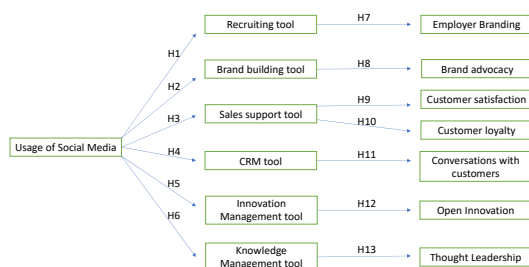 Recruiting tool
H7
Employer Branding
H1
Brand building tool
H8
Brand advocacy
H2
H9
Customer satisfaction
H3
Sales support tool
H10
Customer loyalty
Usage of Social Media
H4
CRM tool
H11
Conversations with
customers
H5
Innovation
Management tool
H12
Open Innovation
H6
Knowledge
Management tool
H13
Thought Leadership